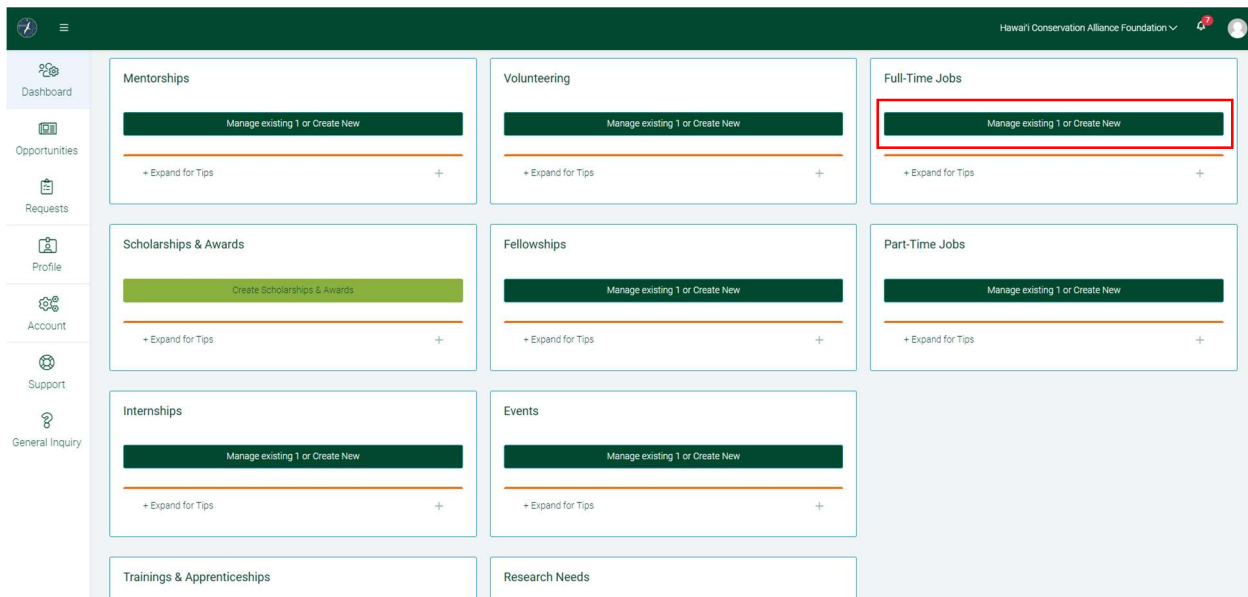 Hawai'i Conservation Alliance Foundation
7
Dashboard
Opportunities
Requests
Profile
Account
Support
General Inquiry
Mentorships
Manage existing 1 or Create New
+ Expand for Tips +
Volunteering
Manage existing 1 or Create New
+ Expand for Tips +
Full-Time Jobs
Manage existing 1 or Create New
+ Expand for Tips +
Scholarships & Awards
Create Scholarships & Awards
+ Expand for Tips +
Fellowships
Manage existing 1 or Create New
+ Expand for Tips +
Part-Time Jobs
Manage existing 1 or Create New
+ Expand for Tips +
Internships
Manage existing 1 or Create New
+ Expand for Tips +
Events
Manage existing 1 or Create New
+ Expand for Tips +
Trainings & Apprenticeships
Research Needs